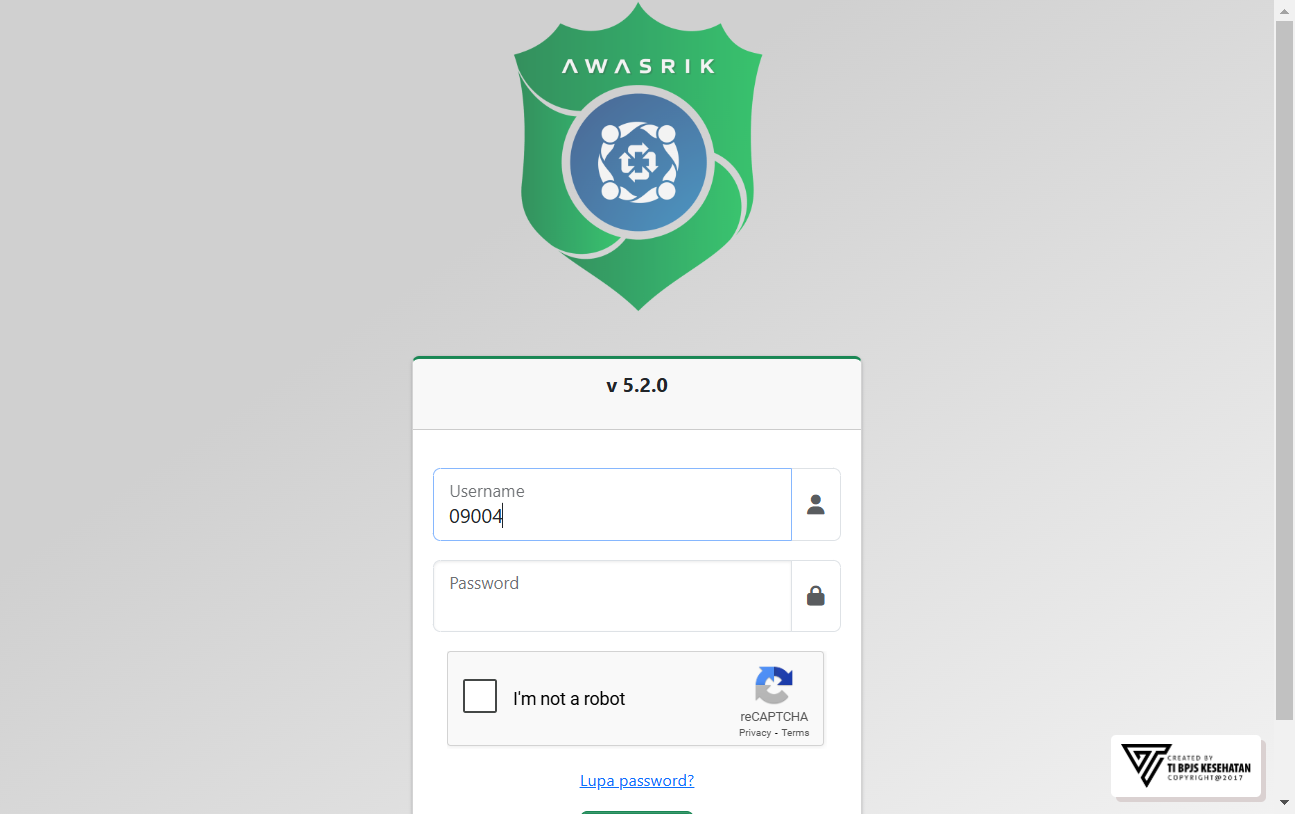 AWASRIK
v 5.2.0
Username
09004
Password
I'm not a robot
reCAPTCHA
Privacy - Terms
Lupa password?
CREATED BY
TI BPJS KESEHATAN
COPYRIGHT@2017